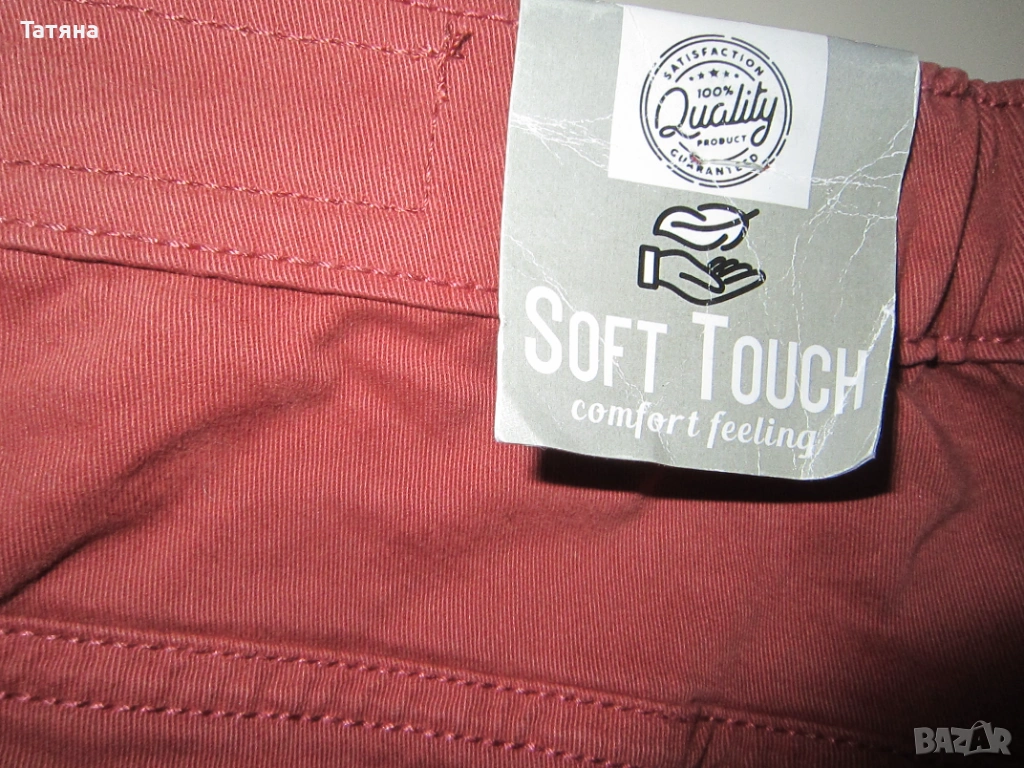 Татяна
SATISFACTION
100%
Quality
PRODUCT
GUARANTEED
SOFT TOUCH
comfort feeling
BAZAR